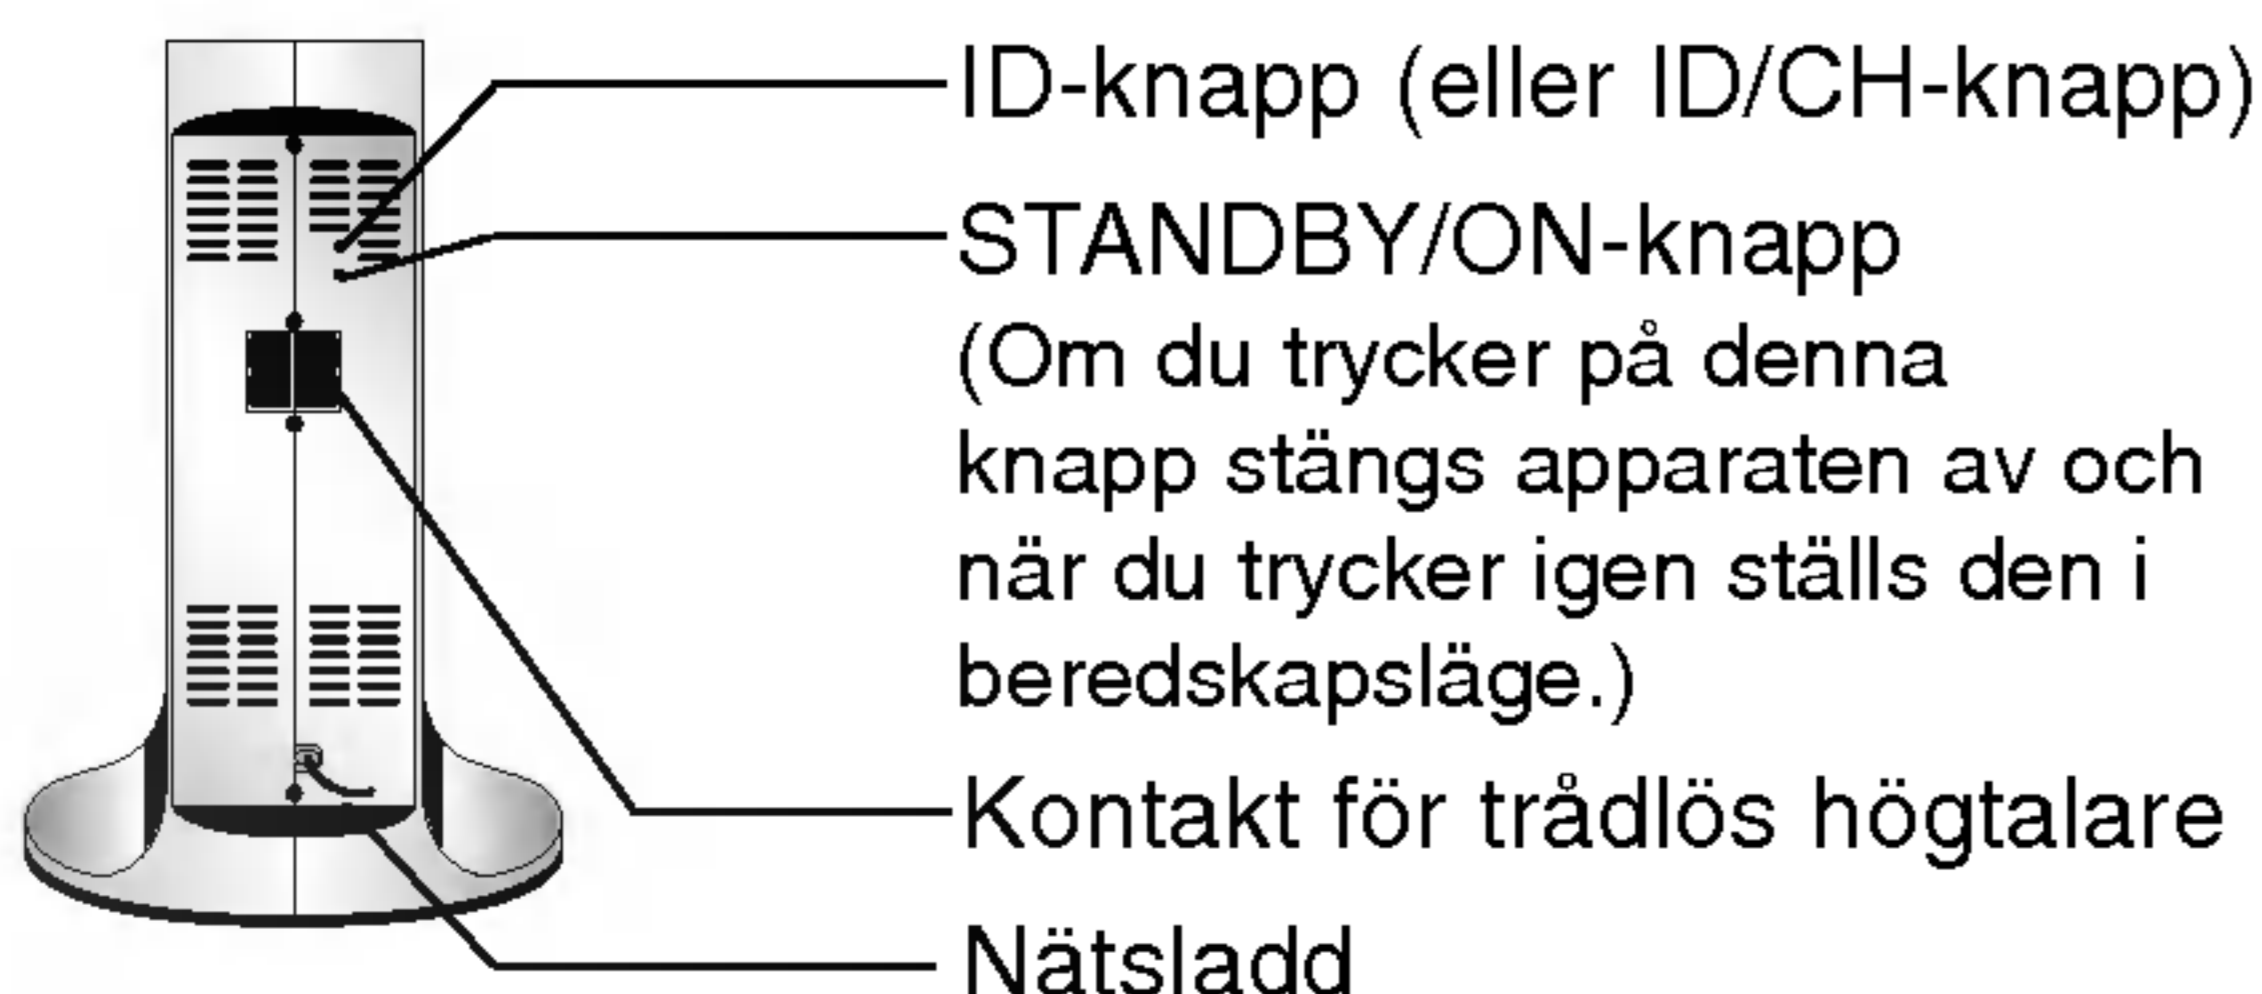 ID-knapp (eller ID/CH-knapp)
STANDBY/ON-knapp
(Om du trycker på denna
knapp stängs apparaten av och
när du trycker igen ställs den i
beredskapsläge.)
Kontakt för trådlös högtalare
Nätsladd